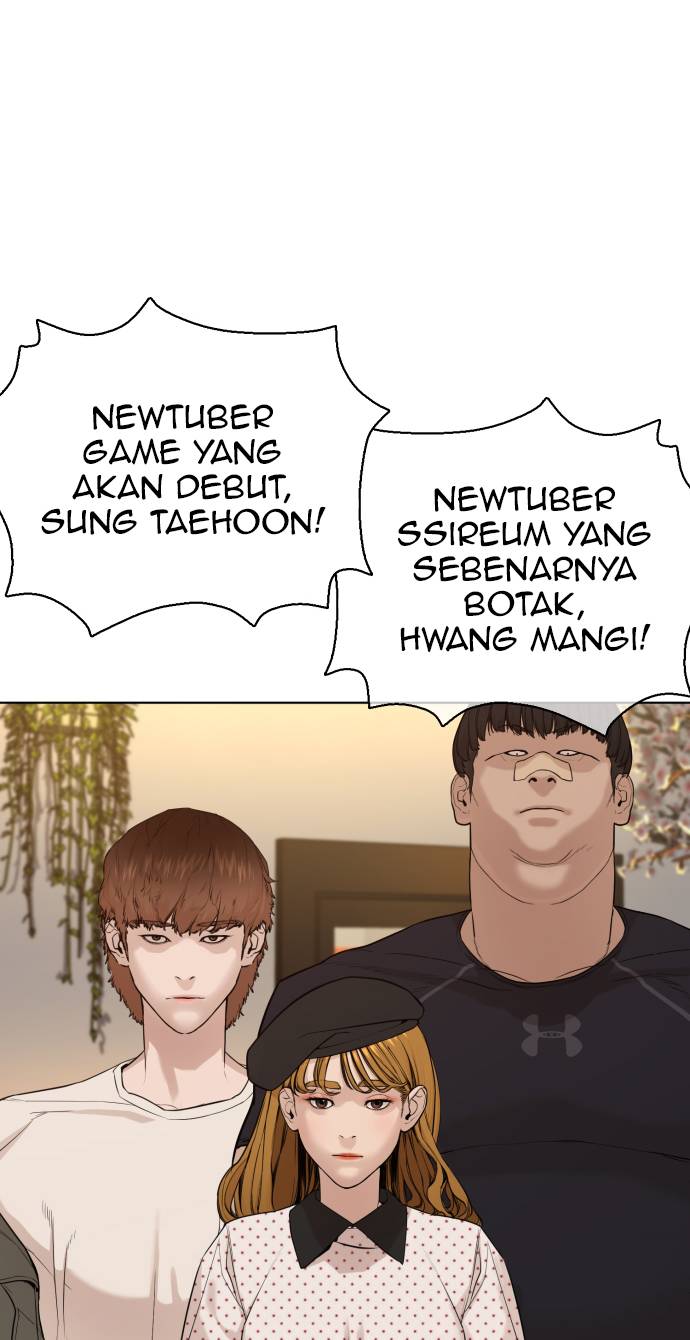 NEWTUBER
GAME YANG
AKAN DEBUT,
SUNG TAEHOON!
NEWTUBER
SSIREUM YANG
SEBENARNYA
BOTAK,
HWANG MANGI!